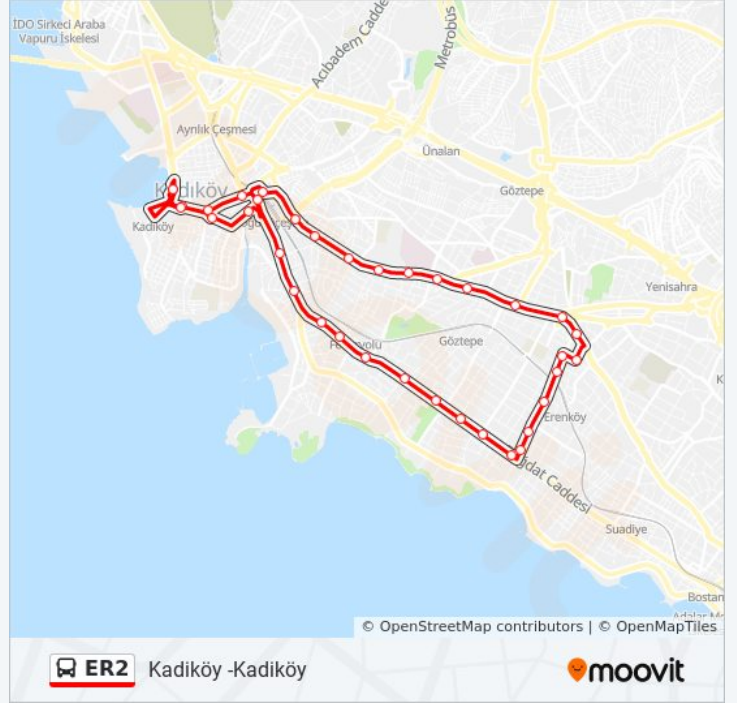 İDO Sirkeci Araba
Vapuru İskelesi
Acıbadem Cadde
Metrobüs
Ayrılık Çeşmesi
Ünalan
Kadıköy
Göztepe
Kadıköy
Yenisahra
Göztepe
Erenköy
Bağdat Caddesi
Suadiye
Bostan
© OpenStreetMap contributors | © OpenMapTiles
ER2 Kadiköy -Kadiköy
moovit